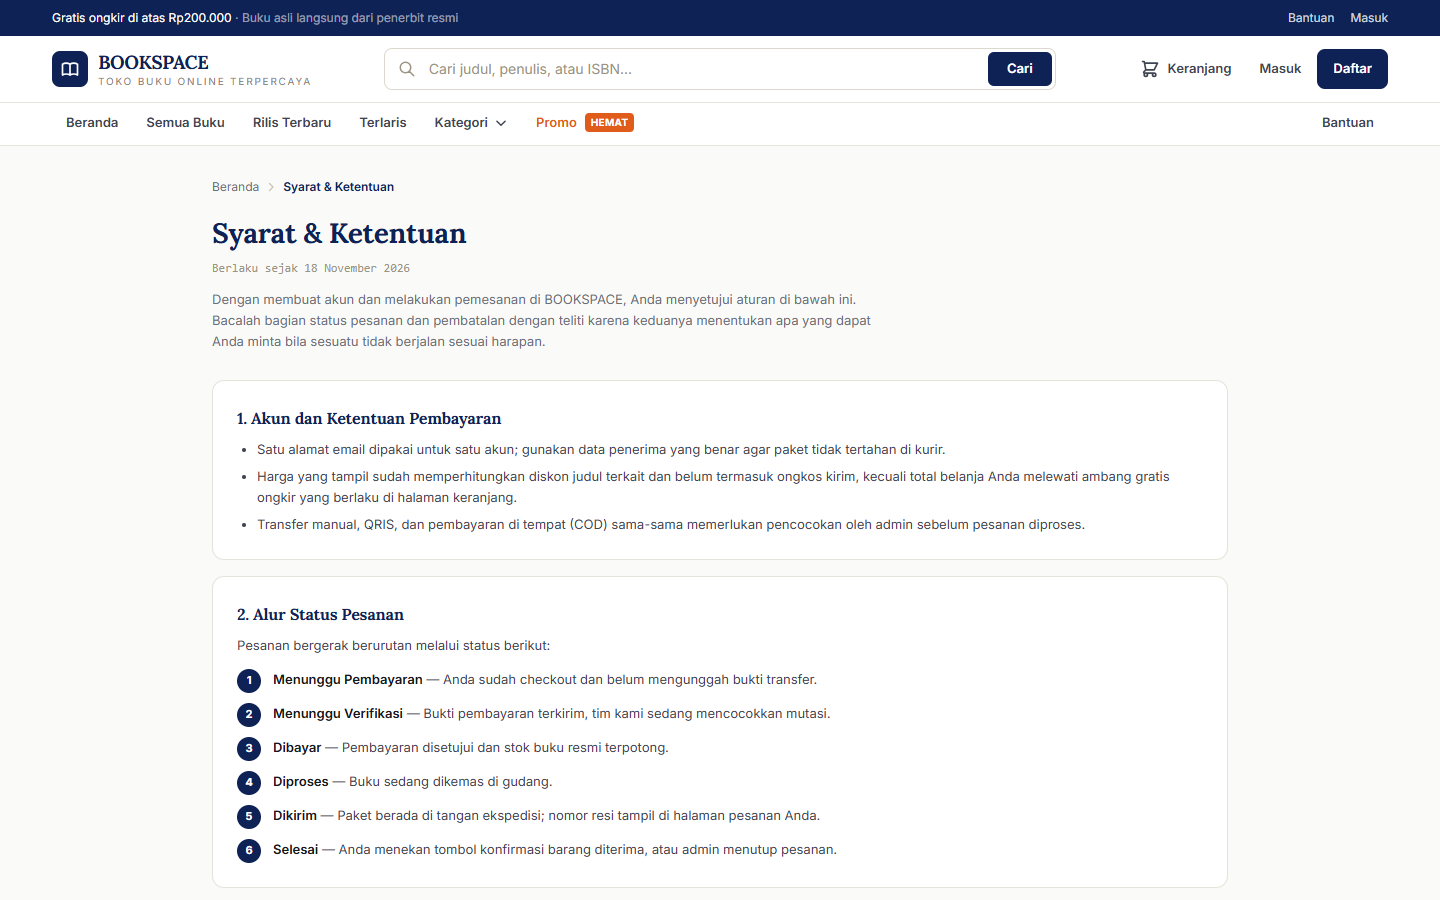 Gratis ongkir di atas Rp200.000 · Buku asli langsung dari penerbit resmi
Bantuan
Masuk
BOOKSPACE
TOKO BUKU ONLINE TERPERCAYA
Cari judul, penulis, atau ISBN...
Cari
Keranjang
Masuk
Daftar
Beranda
Semua Buku
Rilis Terbaru
Terlaris
Kategori
Promo
HEMAT
Bantuan
Beranda
Syarat & Ketentuan
Syarat & Ketentuan
Berlaku sejak 18 November 2026
Dengan membuat akun dan melakukan pemesanan di BOOKSPACE, Anda menyetujui aturan di bawah ini.
Bacalah bagian status pesanan dan pembatalan dengan teliti karena keduanya menentukan apa yang dapat
Anda minta bila sesuatu tidak berjalan sesuai harapan.
1. Akun dan Ketentuan Pembayaran
• Satu alamat email dipakai untuk satu akun; gunakan data penerima yang benar agar paket tidak tertahan di kurir.
• Harga yang tampil sudah memperhitungkan diskon judul terkait dan belum termasuk ongkos kirim, kecuali total belanja Anda melewati ambang gratis
ongkir yang berlaku di halaman keranjang.
• Transfer manual, QRIS, dan pembayaran di tempat (COD) sama-sama memerlukan pencocokan oleh admin sebelum pesanan diproses.
2. Alur Status Pesanan
Pesanan bergerak berurutan melalui status berikut:
1 Menunggu Pembayaran — Anda sudah checkout dan belum mengunggah bukti transfer.
2 Menunggu Verifikasi — Bukti pembayaran terkirim, tim kami sedang mencocokkan mutasi.
3 Dibayar — Pembayaran disetujui dan stok buku resmi terpotong.
4 Diproses — Buku sedang dikemas di gudang.
5 Dikirim — Paket berada di tangan ekspedisi; nomor resi tampil di halaman pesanan Anda.
6 Selesai — Anda menekan tombol konfirmasi barang diterima, atau admin menutup pesanan.